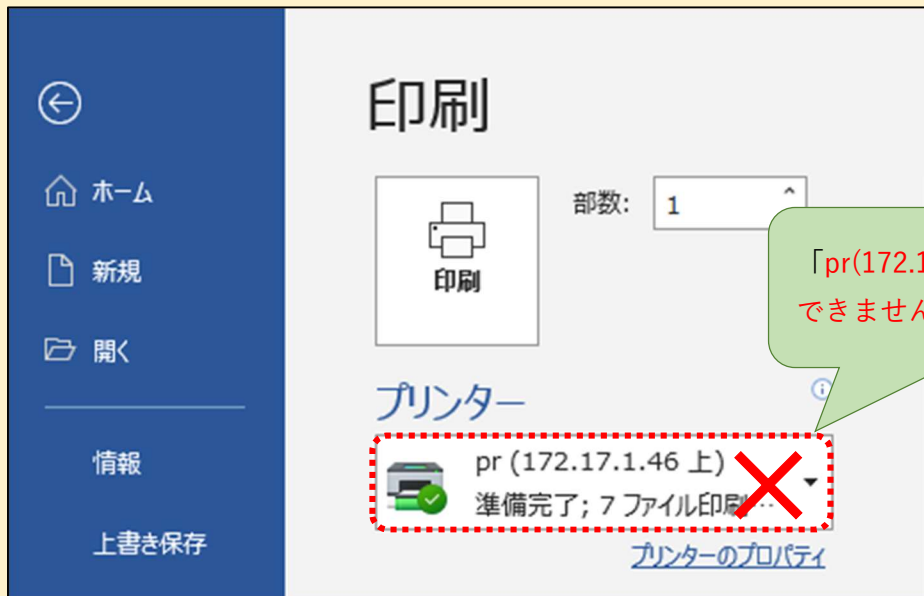 印刷
ホーム
新規
開く
情報
上書き保存
印刷
部数: 1
プリンター
pr (172.17.1.46 上)
準備完了; 7 ファイル印刷…
プリンターのプロパティ
「pr(172.1
できません